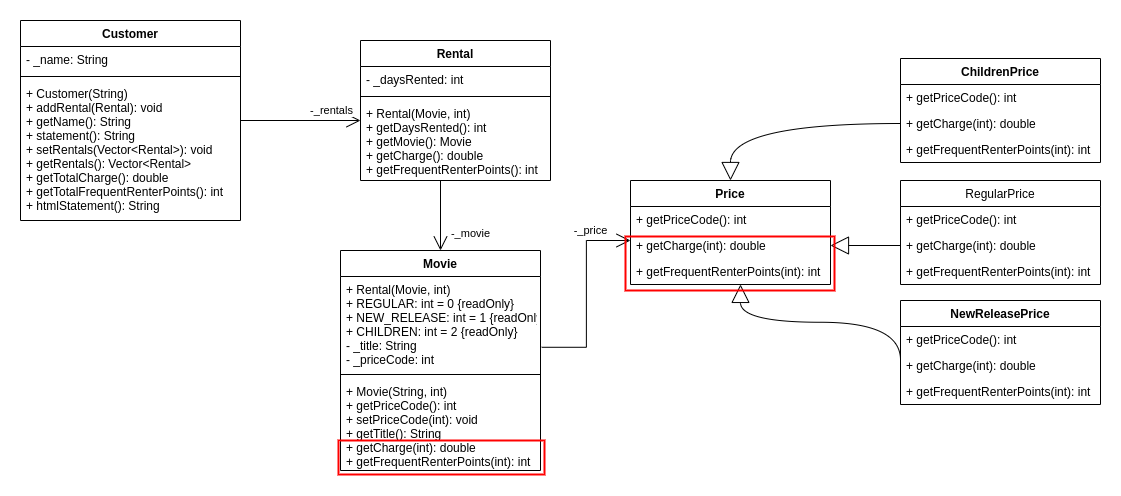 Customer
- _name: String
+ Customer(String)
+ addRental(Rental): void
+ getName(): String
+ statement(): String
+ setRentals(Vector<Rental>): void
+ getRentals(): Vector<Rental>
+ getTotalCharge(): double
+ getTotalFrequentRenterPoints(): int
+ htmlStatement(): String
-_rentals
Rental
- _daysRented: int
+ Rental(Movie, int)
+ getDaysRented(): int
+ getMovie(): Movie
+ getCharge(): double
+ getFrequentRenterPoints(): int
-_movie
Movie
+ Rental(Movie, int)
+ REGULAR: int = 0 {readOnly}
+ NEW_RELEASE: int = 1 {readOnl
+ CHILDREN: int = 2 {readOnly}
- _title: String
- _priceCode: int
+ Movie(String, int)
+ getPriceCode(): int
+ setPriceCode(int): void
+ getTitle(): String
+ getCharge(int): double
+ getFrequentRenterPoints(int): int
-_price
Price
+ getPriceCode(): int
+ getCharge(int): double
+ getFrequentRenterPoints(int): int
ChildrenPrice
+ getPriceCode(): int
+ getCharge(int): double
+ getFrequentRenterPoints(int): int
RegularPrice
+ getPriceCode(): int
+ getCharge(int): double
+ getFrequentRenterPoints(int): int
NewReleasePrice
+ getPriceCode(): int
+ getCharge(int): double
+ getFrequentRenterPoints(int): int